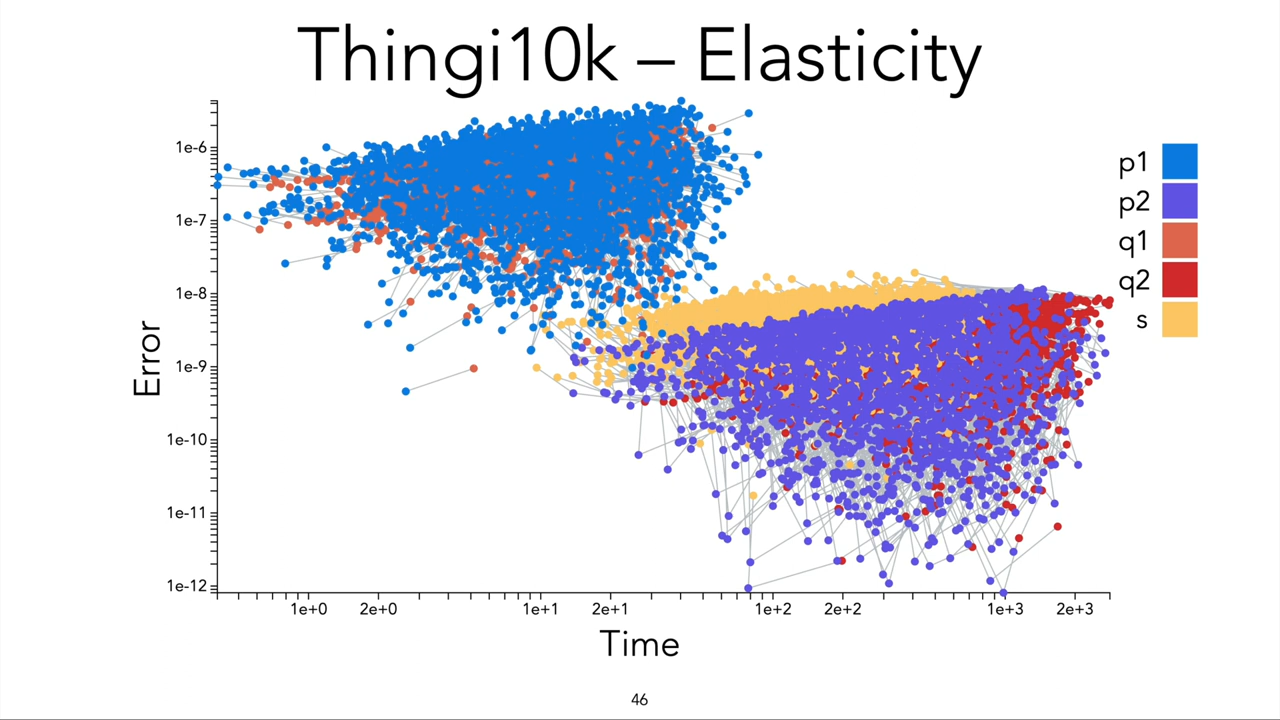 Thingi10k – Elasticity
Error
1e-6
1e-7
1e-8
1e-9
1e-10
1e-11
1e-12
1e+0 2e+0 1e+1 2e+1 1e+2 2e+2 1e+3 2e+3
Time
p1
p2
q1
q2
s
46